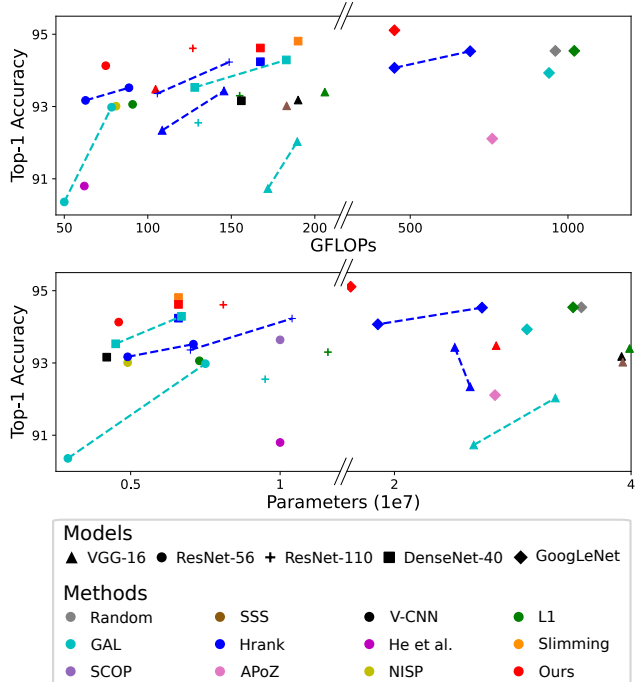 95
93
91
Top-1 Accuracy
50 100 150 200 500 1000
GFLOPs
95
93
91
Top-1 Accuracy
0.5 1 2 4
Parameters (1e7)
Models
VGG-16 ResNet-56 ResNet-110 DenseNet-40 GoogLeNet
Methods
Random SSS V-CNN L1
GAL Hrank He et al. Slimming
SCOP APoZ NISP Ours